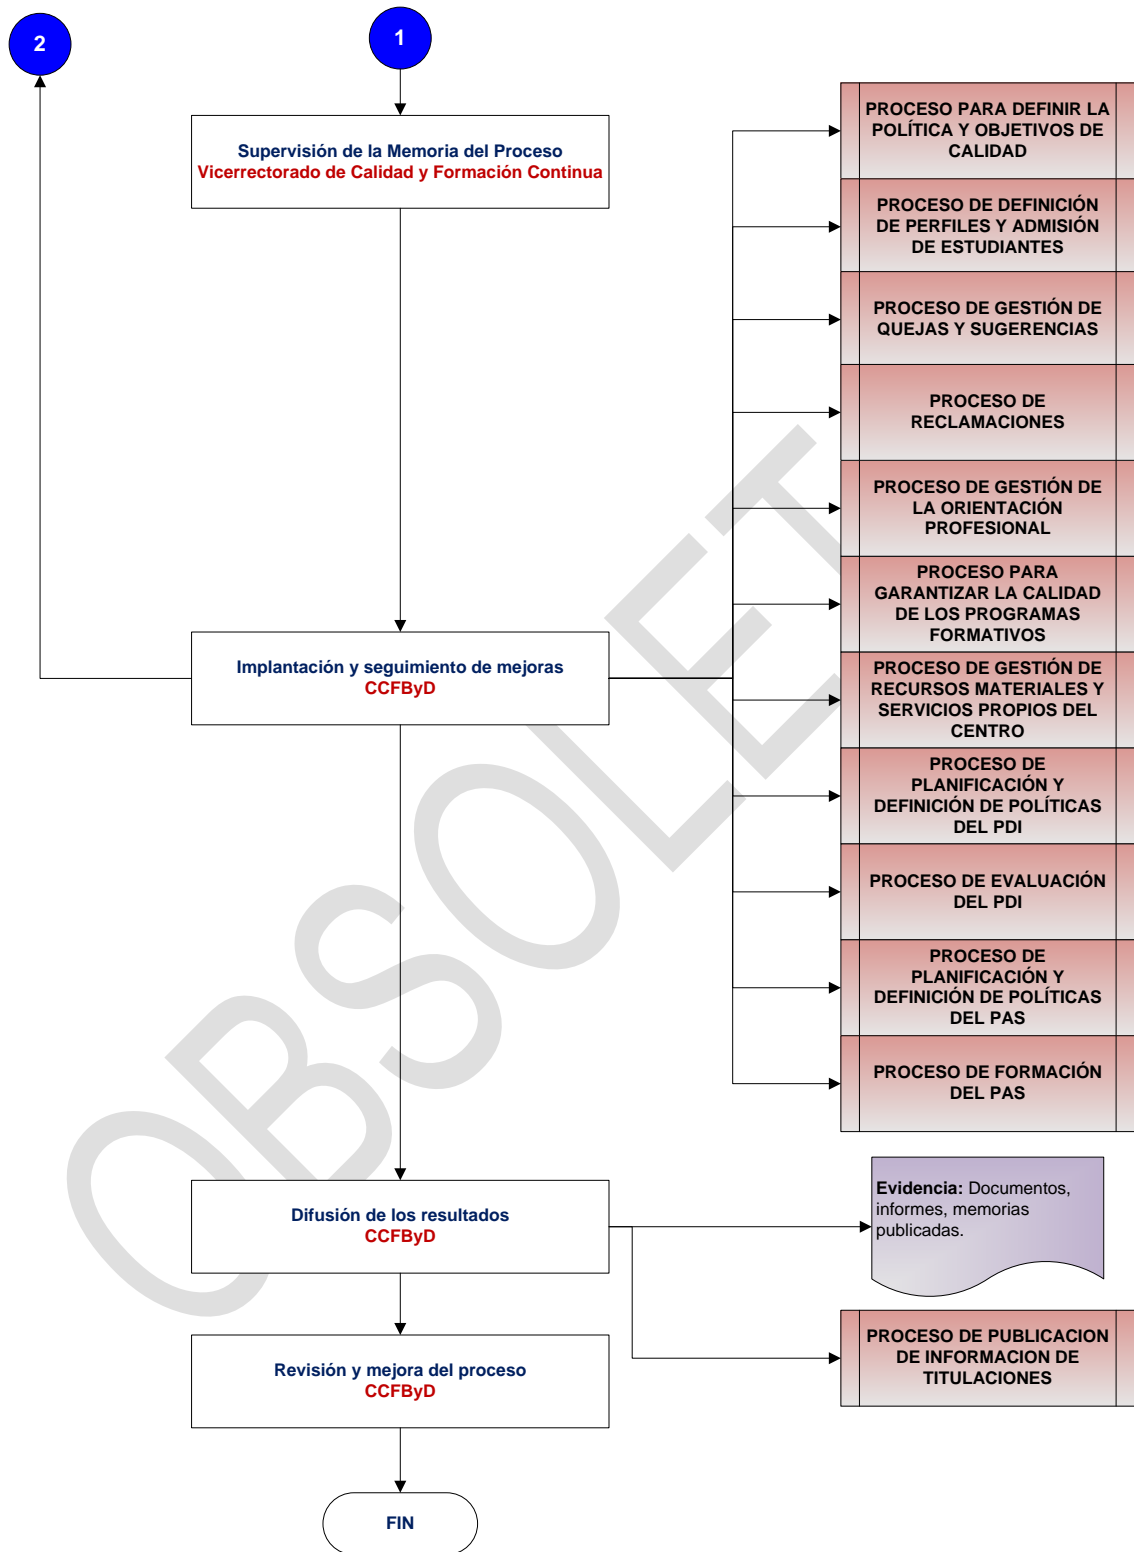 2
1
Supervisión de la Memoria del Proceso
Vicerrectorado de Calidad y Formación Continua
PROCESO PARA DEFINIR LA
POLÍTICA Y OBJETIVOS DE
CALIDAD
PROCESO DE DEFINICIÓN
DE PERFILES Y ADMISIÓN
DE ESTUDIANTES
PROCESO DE GESTIÓN DE
QUEJAS Y SUGERENCIAS
PROCESO DE
RECLAMACIONES
PROCESO DE GESTIÓN DE
LA ORIENTACIÓN
PROFESIONAL
PROCESO PARA
GARANTIZAR LA CALIDAD
DE LOS PROGRAMAS
FORMATIVOS
Implantación y seguimiento de mejoras
CCFByD
PROCESO DE GESTIÓN DE
RECURSOS MATERIALES Y
SERVICIOS PROPIOS DEL
CENTRO
PROCESO DE
PLANIFICACIÓN Y
DEFINICIÓN DE POLÍTICAS
DEL PDI
PROCESO DE EVALUACIÓN
DEL PDI
PROCESO DE
PLANIFICACIÓN Y
DEFINICIÓN DE POLÍTICAS
DEL PAS
PROCESO DE FORMACIÓN
DEL PAS
OBSOLET
Difusión de los resultados
CCFByD
Evidencia: Documentos,
informes, memorias
publicadas.
PROCESO DE PUBLICACION
DE INFORMACION DE
TITULACIONES
Revisión y mejora del proceso
CCFByD
FIN